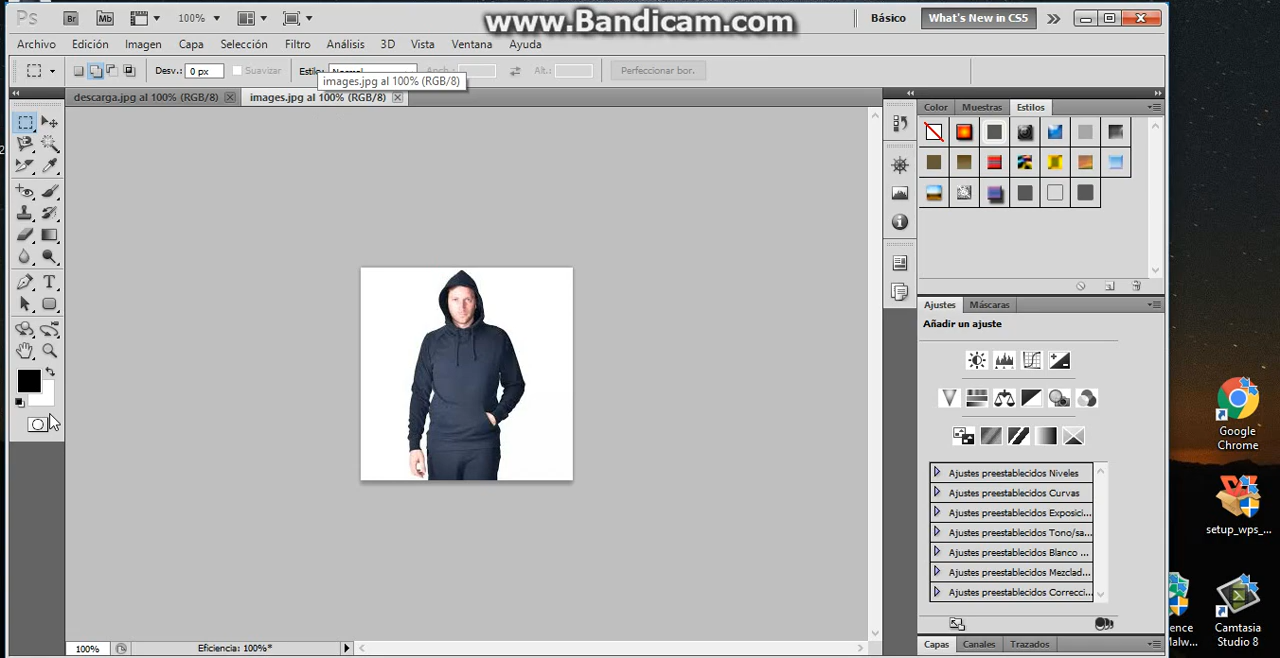 www.Bandicam.com
Ps Br Mb 100% Básico What's New in CS5
Archivo Edición Imagen Capa Selección Filtro Análisis 3D Vista Ventana Ayuda
Desv.: 0 px Suavizar Estilo: Normal Anch.: Alt.: Perfeccionar bor.
images.jpg al 100% (RGB/8)
descarga.jpg al 100% (RGB/8) images.jpg al 100% (RGB/8)
Color Muestras Estilos
Ajustes Máscaras
Añadir un ajuste
Ajustes preestablecidos Niveles
Ajustes preestablecidos Curvas
Ajustes preestablecidos Exposici...
Ajustes preestablecidos Tono/sa...
Ajustes preestablecidos Blanco ...
Ajustes preestablecidos Mezclad...
Ajustes preestablecidos Correcci...
Capas Canales Trazados
100% Eficiencia: 100%*
Google
Chrome
setup_wps_...
Camtasia
Studio 8